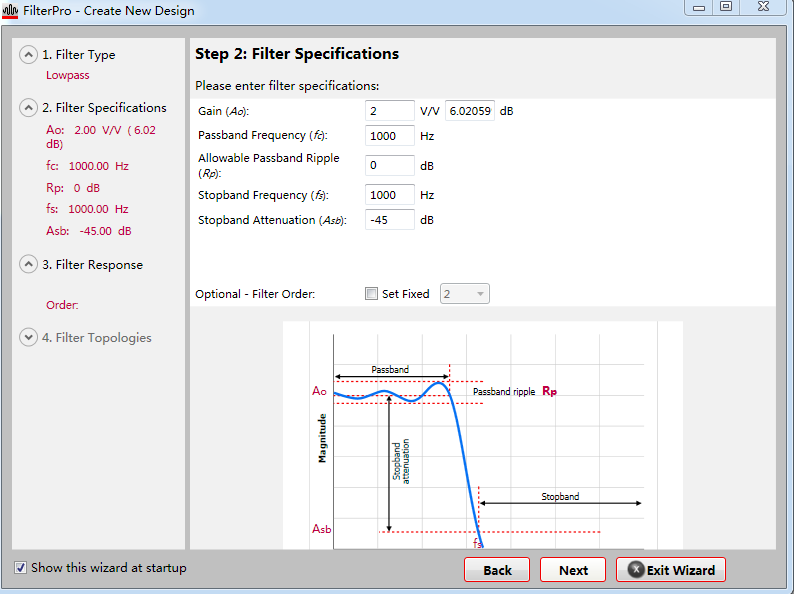 FilterPro - Create New Design
1. Filter Type
Lowpass
2. Filter Specifications
Ao: 2.00 V/V ( 6.02
dB)
fc: 1000.00 Hz
Rp: 0 dB
fs: 1000.00 Hz
Asb: -45.00 dB
3. Filter Response
Order:
4. Filter Topologies
Step 2: Filter Specifications
Please enter filter specifications:
Gain (Ao): 2 V/V 6.02059 dB
Passband Frequency (fc): 1000 Hz
Allowable Passband Ripple
(Rp): 0 dB
Stopband Frequency (fs): 1000 Hz
Stopband Attenuation (Asb): -45 dB
Optional - Filter Order: Set Fixed 2
Passband
Ao
Passband ripple Rp
Magnitude
Stopband
attenuation
Stopband
Asb
fs
Show this wizard at startup
Back Next Exit Wizard